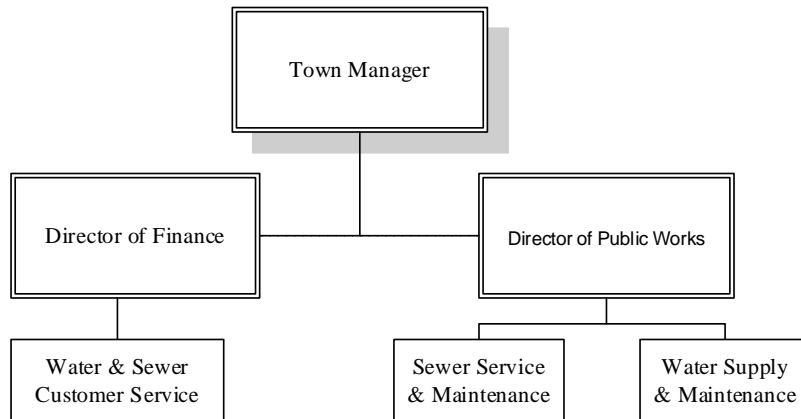 Town Manager
Director of Finance
Director of Public Works
Water & Sewer
Customer Service
Sewer Service
& Maintenance
Water Supply
& Maintenance